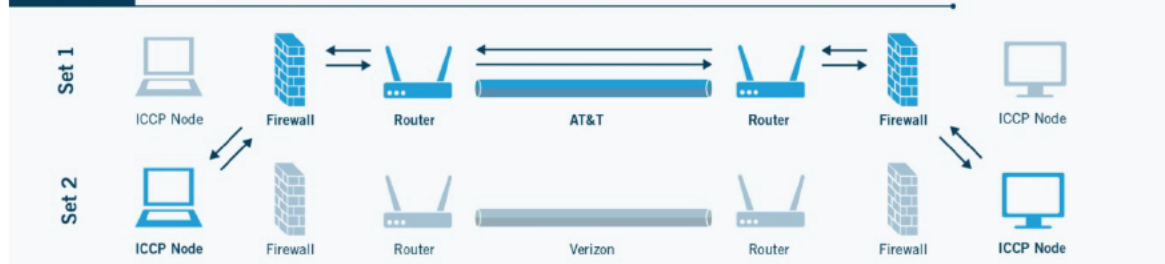 Set 1
ICCP Node Firewall Router AT&T Router Firewall ICCP Node
Set 2
ICCP Node Firewall Router Verizon Router Firewall ICCP Node